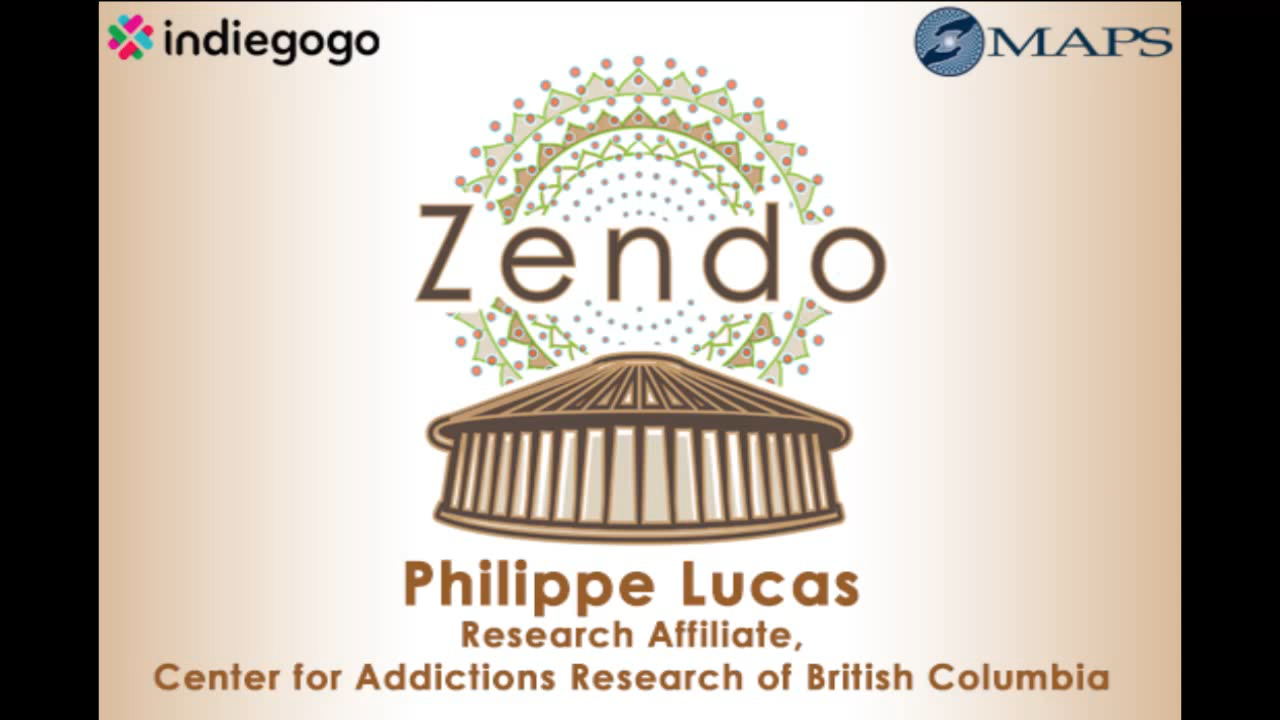 indiegogo
MAPS
Zendo
Philippe Lucas
Research Affiliate,
Center for Addictions Research of British Columbia